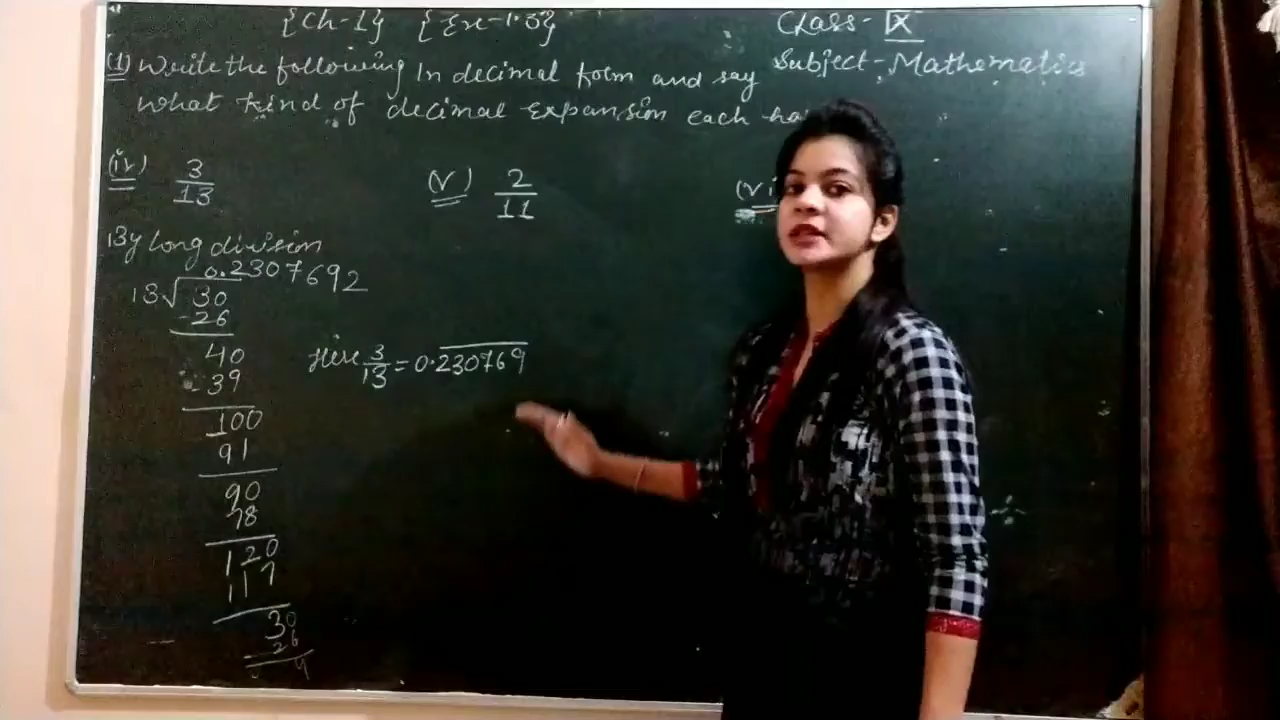 {Ch-1} {Ex-1.3}
Class- IX
Subject-Mathematics
(1) Write the following In decimal form and say
what kind of decimal expansion each ha
(iv) 3/13
(v) 2/11
(vi
By long division
0.2307692
13√30
-26
40
-39
100
91
90
78
120
117
30
26
4
Here 3/13 = 0.\overline{230769}